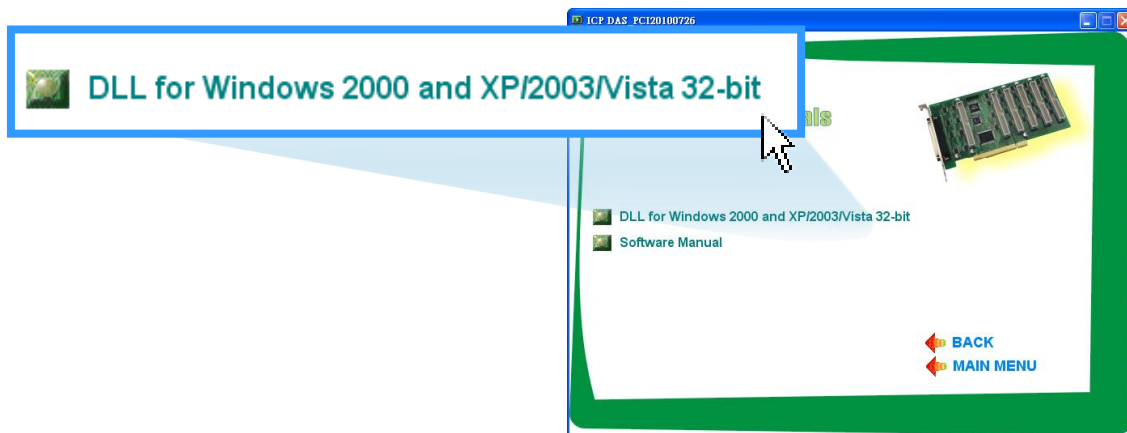 ICP DAS_PCI20100726
DLL for Windows 2000 and XP/2003/Vista 32-bit
DLL for Windows 2000 and XP/2003/Vista 32-bit
Software Manual
BACK
MAIN MENU